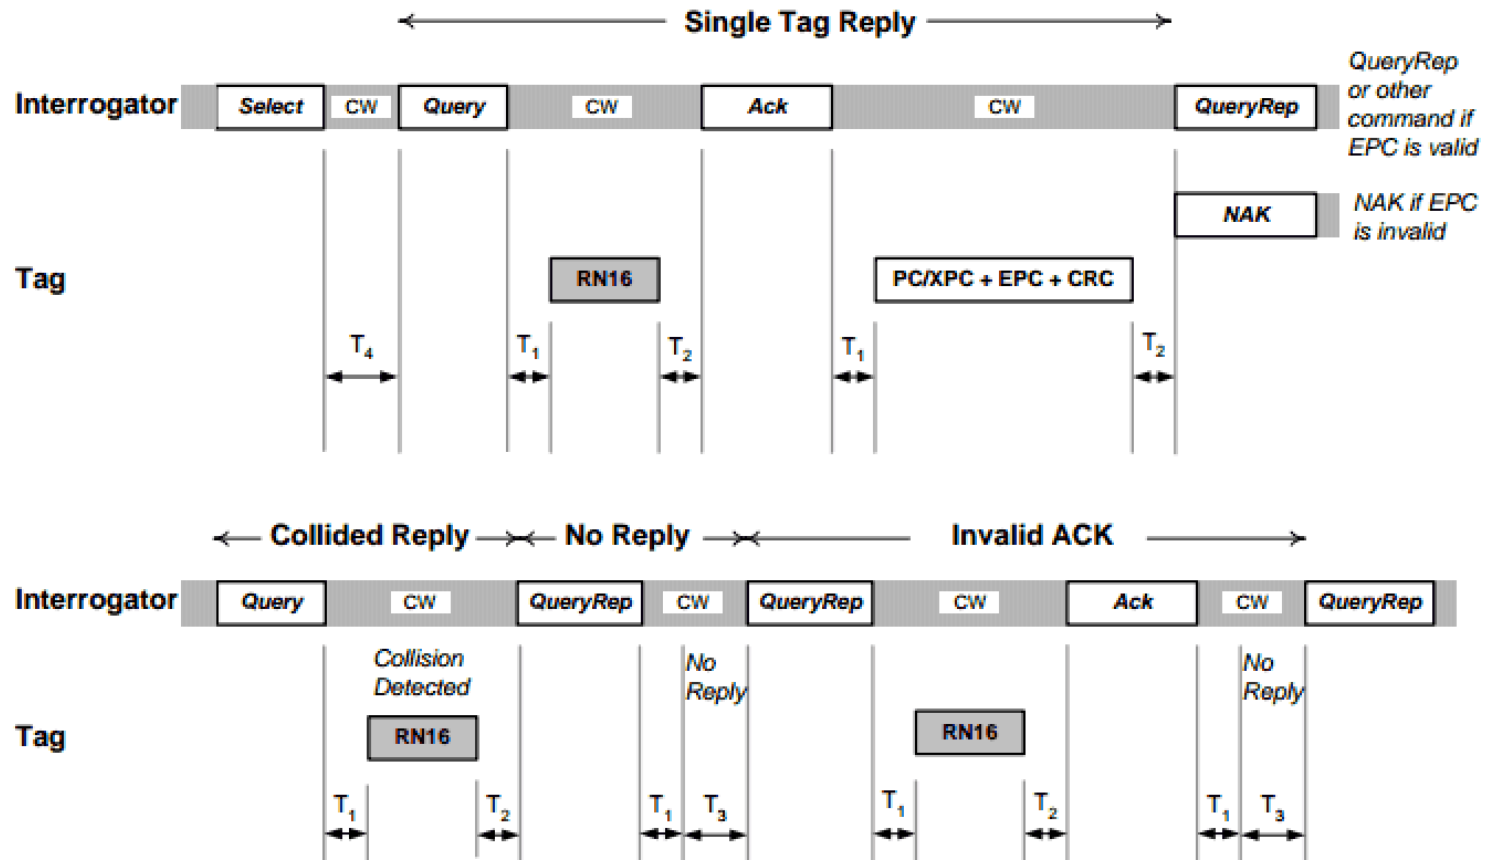 Single Tag Reply
Interrogator Select CW Query CW Ack CW QueryRep
QueryRep
or other
command if
EPC is valid
NAK
NAK if EPC
is invalid
Tag RN16 PC/XPC + EPC + CRC
T4 T1 T2 T1 T2
Collided Reply No Reply Invalid ACK
Interrogator Query CW QueryRep CW QueryRep CW Ack CW QueryRep
Collision
Detected
No
Reply
No
Reply
Tag RN16 RN16
T1 T2 T1 T3 T1 T2 T1 T3